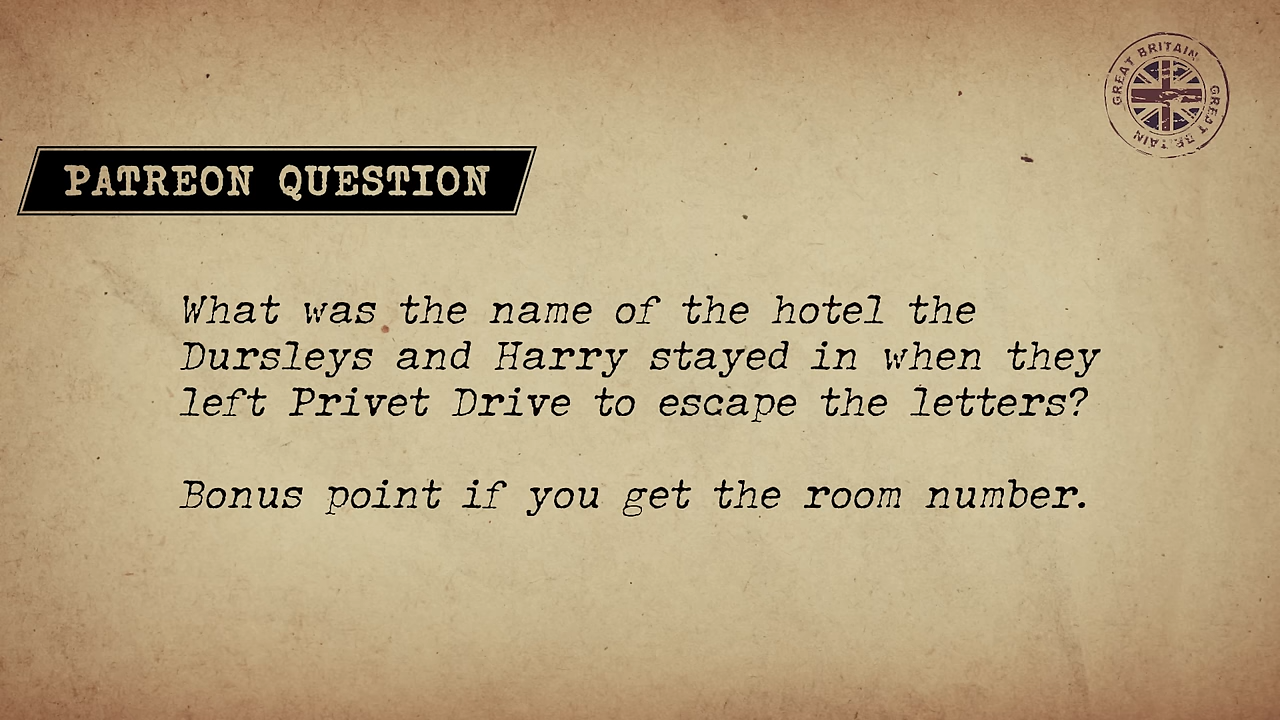 GREAT BRITAIN
GREAT BRITAIN
PATREON QUESTION
What was the name of the hotel the
Dursleys and Harry stayed in when they
left Privet Drive to escape the letters?
Bonus point if you get the room number.